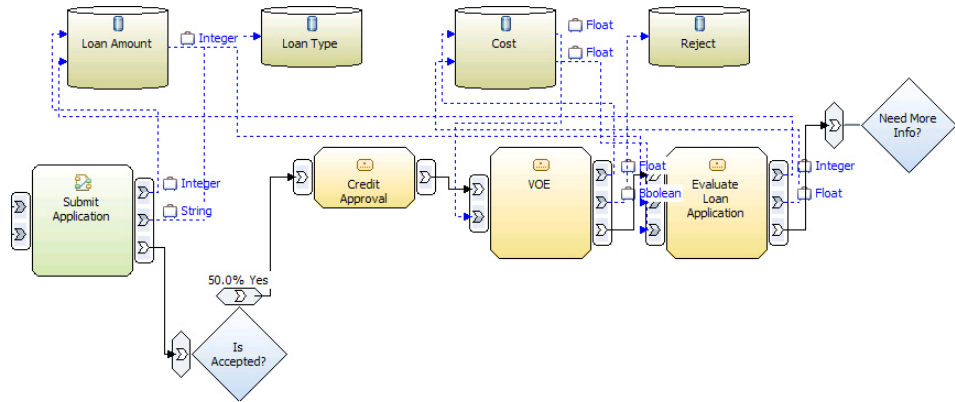 Loan Amount
Integer
Loan Type
Cost
Float
Float
Reject
Need More
Info?
Submit
Application
Integer
String
Credit
Approval
VOE
Float
Boolean
Evaluate
Loan
Application
Integer
Float
50.0% Yes
Is
Accepted?